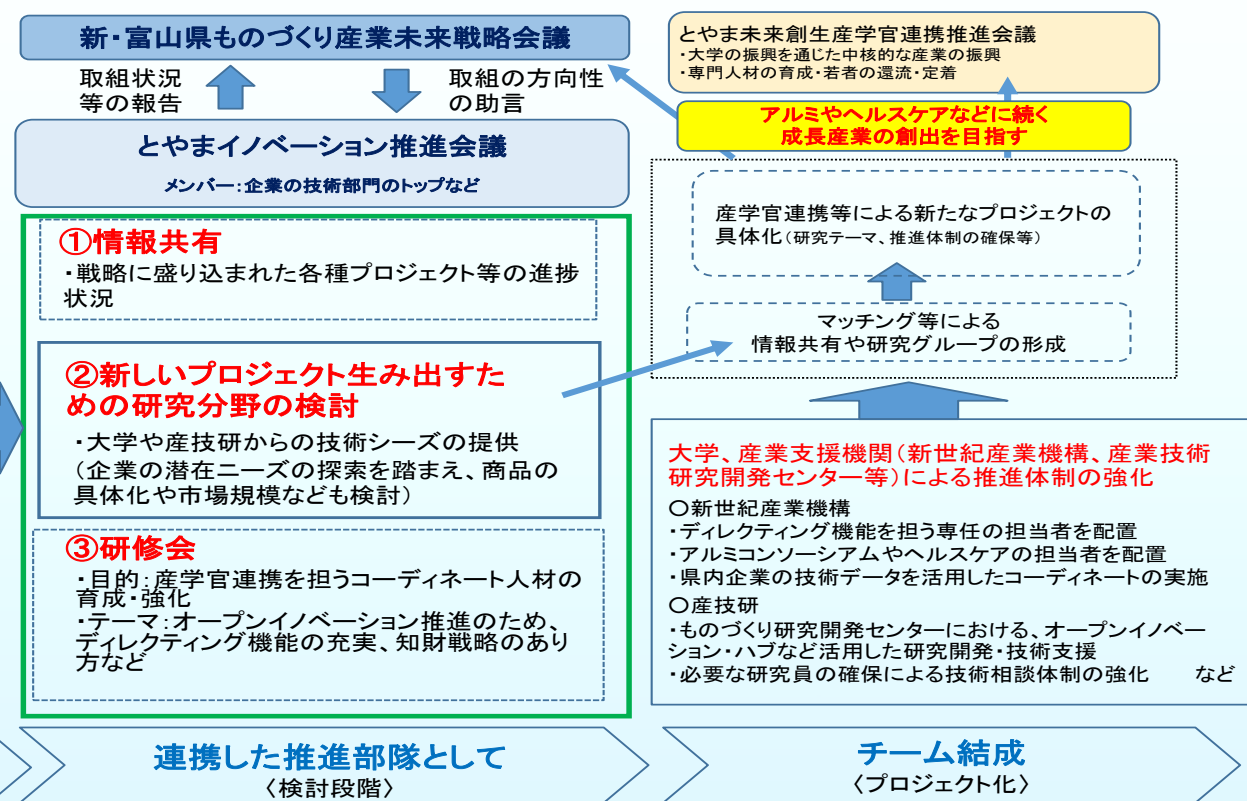 新・富山県ものづくり産業未来戦略会議
取組状況
等の報告
取組の方向性
の助言
とやまイノベーション推進会議
メンバー：企業の技術部門のトップなど
①情報共有
・戦略に盛り込まれた各種プロジェクト等の進捗
状況
②新しいプロジェクト生み出すた
めの研究分野の検討
・大学や産技研からの技術シーズの提供
（企業の潜在ニーズの探索を踏まえ、商品の
具体化や市場規模なども検討）
③研修会
・目的：産学官連携を担うコーディネート人材の
育成・強化
・テーマ：オープンイノベーション推進のため、
ディレクティング機能の充実、知財戦略のあり
方など
連携した推進部隊として
〈検討段階〉
とやま未来創生産学官連携推進会議
・大学の振興を通じた中核的な産業の振興
・専門人材の育成・若者の還流・定着
アルミやヘルスケアなどに続く
成長産業の創出を目指す
産学官連携等による新たなプロジェクトの
具体化（研究テーマ、推進体制の確保等）
マッチング等による
情報共有や研究グループの形成
大学、産業支援機関（新世紀産業機構、産業技術
研究開発センター等）による推進体制の強化
○新世紀産業機構
・ディレクティング機能を担う専任の担当者を配置
・アルミコンソーシアムやヘルスケアの担当者を配置
・県内企業の技術データを活用したコーディネートの実施
○産技研
・ものづくり研究開発センターにおける、オープンイノベー
ション・ハブなど活用した研究開発・技術支援
・必要な研究員の確保による技術相談体制の強化　　など
チーム結成
〈プロジェクト化〉